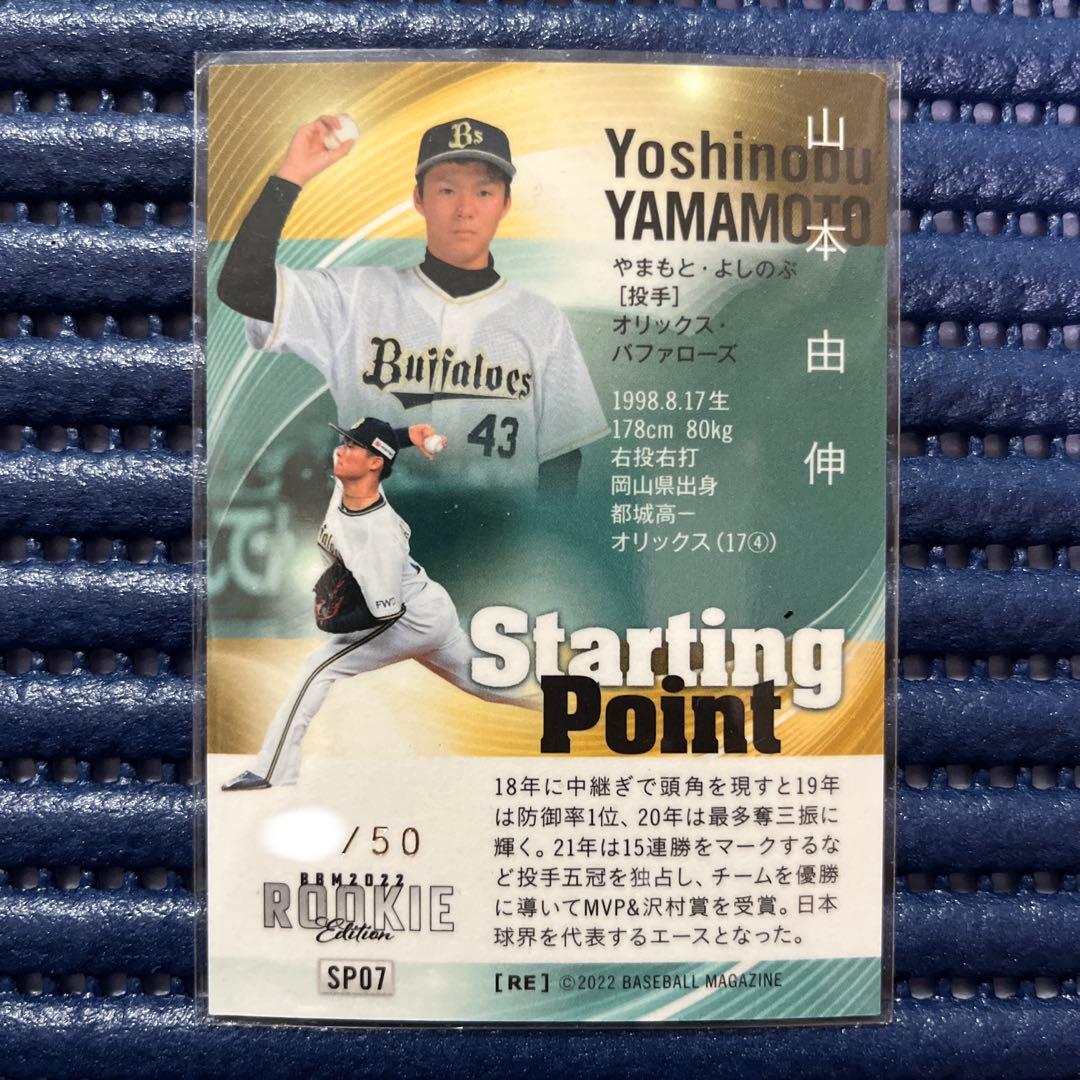 Bs
Yoshinobu
YAMAMOTO
山本由伸
やまもと・よしのぶ
[投手]
オリックス・
バファローズ
Buffaloes
43
1998.8.17生
178cm 80kg
右投右打
岡山県出身
都城高ー
オリックス(17④)
FWD
Starting
Point
18年に中継ぎで頭角を現すと19年
は防御率1位、20年は最多奪三振に
輝く。21年は15連勝をマークするな
ど投手五冠を独占し、チームを優勝
に導いてMVP&沢村賞を受賞。日本
球界を代表するエースとなった。
/50
BBM2022
ROOKIE
Edition
SP07
[RE] ©2022 BASEBALL MAGAZINE